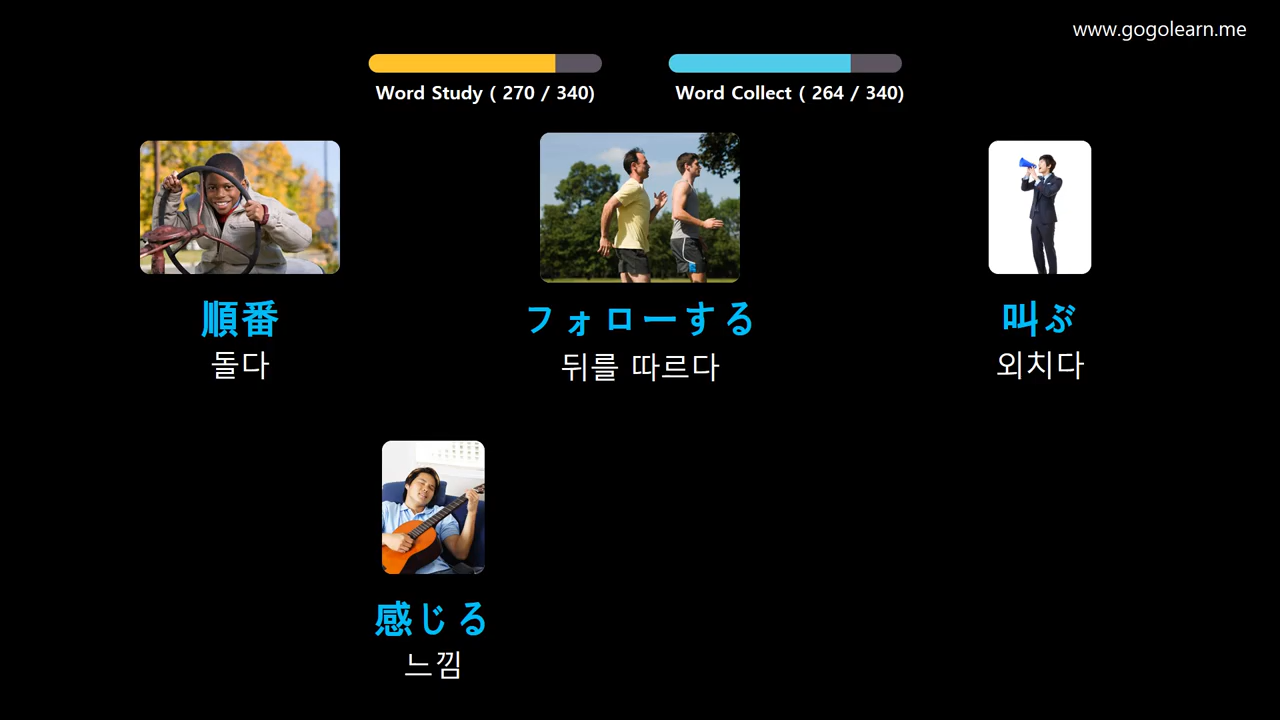 www.gogolearn.me
Word Study ( 270 / 340)
Word Collect ( 264 / 340)
順番
돌다
フォローする
뒤를 따르다
叫ぶ
외치다
感じる
느낌